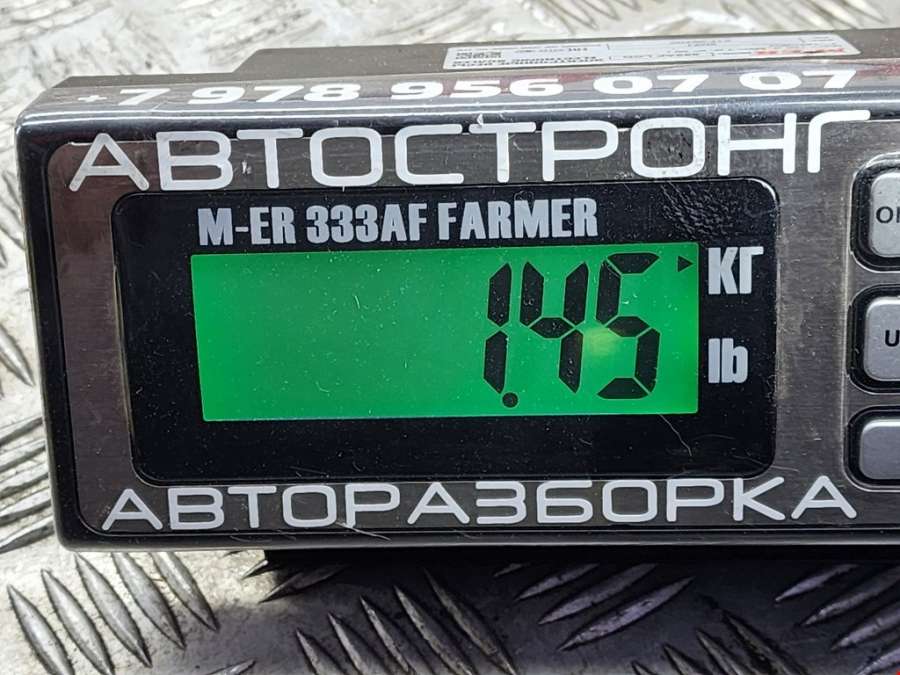 +7 978 956 07 07
АВТОСТРОНГ
M-ER 333AF FARMER
1.45
КГ
lb
АВТОРАЗБОРКА